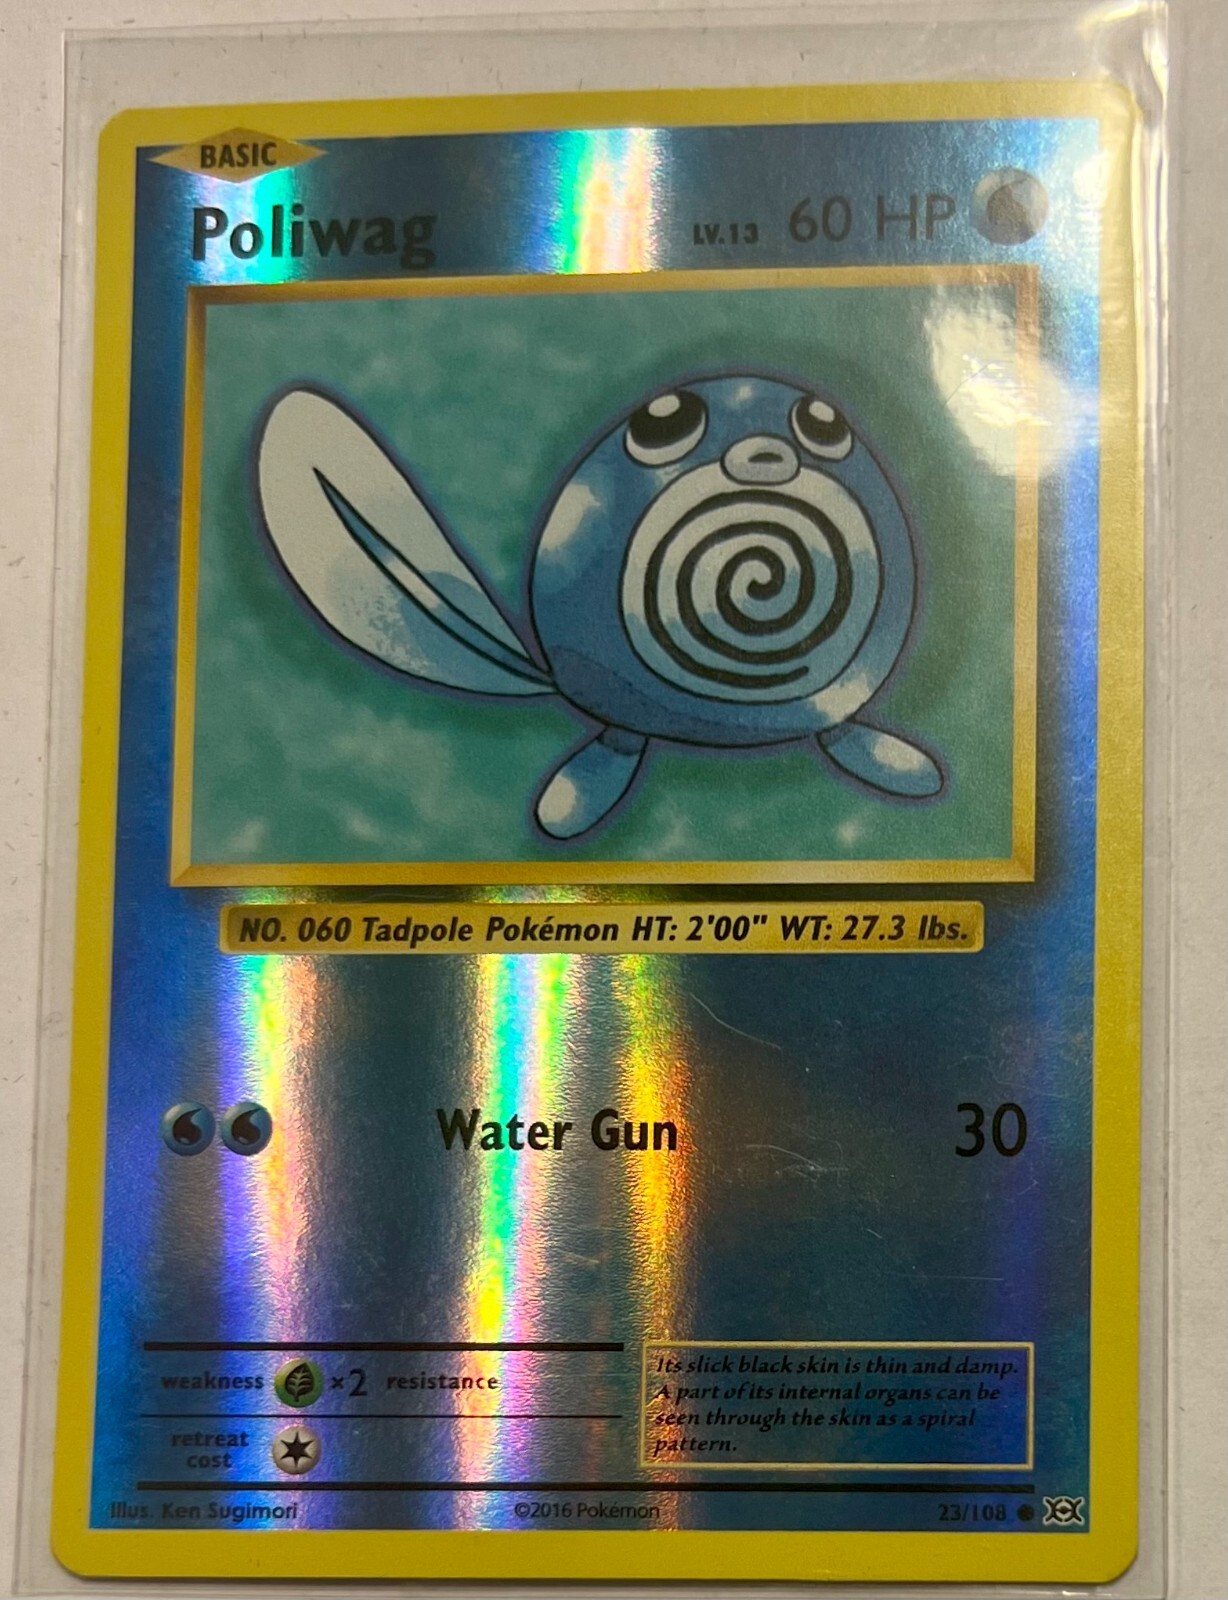 BASIC
Poliwag LV.13 60 HP
NO. 060 Tadpole Pokémon HT: 2'00" WT: 27.3 lbs.
Water Gun 30
weakness ×2 resistance
retreat
cost
Its slick black skin is thin and damp.
A part of its internal organs can be
seen through the skin as a spiral
pattern.
Illus. Ken Sugimori ©2016 Pokémon 23/108